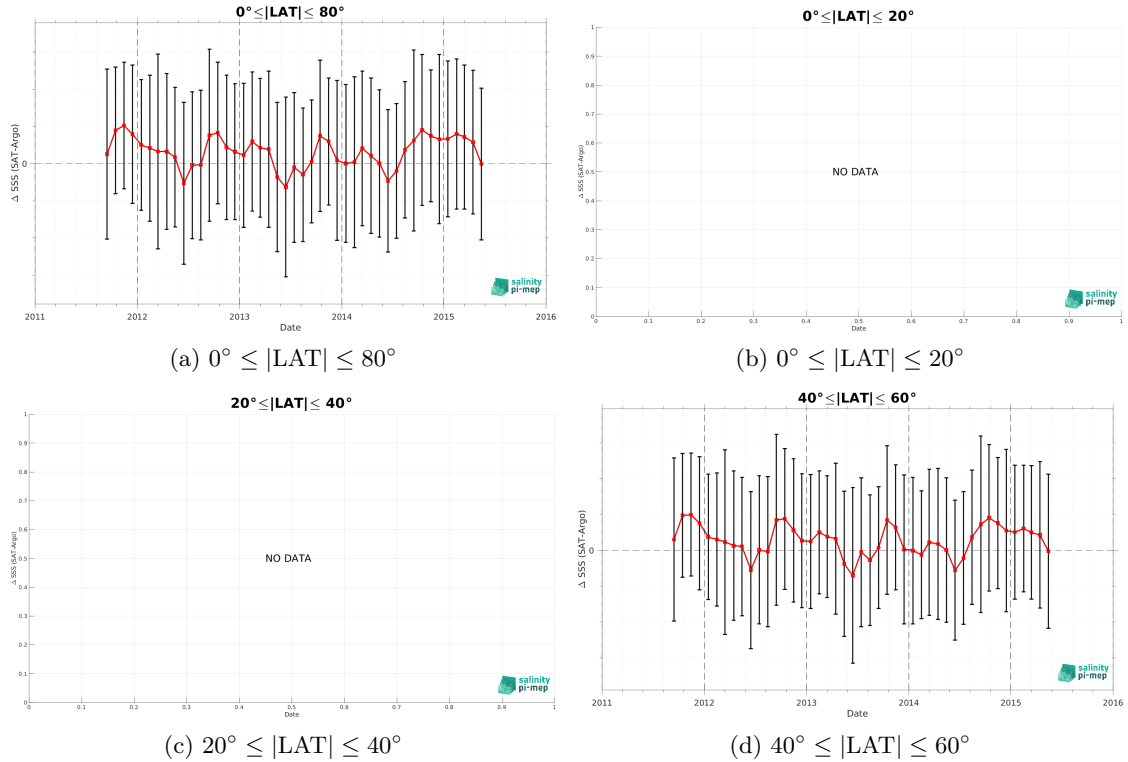 0°≤|LAT|≤ 80°
Δ SSS (SAT-Argo)
0
salinity
pi-mep
2011 2012 2013 2014 2015 2016
Date
(a) 0° ≤ |LAT| ≤ 80°
0°≤|LAT|≤ 20°
Δ SSS (SAT-Argo)
1
0.9
0.8
0.7
0.6
0.5
0.4
0.3
0.2
0.1
0
NO DATA
salinity
pi-mep
0 0.1 0.2 0.3 0.4 0.5 0.6 0.7 0.8 0.9 1
Date
(b) 0° ≤ |LAT| ≤ 20°
20°≤|LAT|≤ 40°
Δ SSS (SAT-Argo)
1
0.9
0.8
0.7
0.6
0.5
0.4
0.3
0.2
0.1
0
NO DATA
salinity
pi-mep
0 0.1 0.2 0.3 0.4 0.5 0.6 0.7 0.8 0.9 1
Date
(c) 20° ≤ |LAT| ≤ 40°
40°≤|LAT|≤ 60°
Δ SSS (SAT-Argo)
0
salinity
pi-mep
2011 2012 2013 2014 2015 2016
Date
(d) 40° ≤ |LAT| ≤ 60°